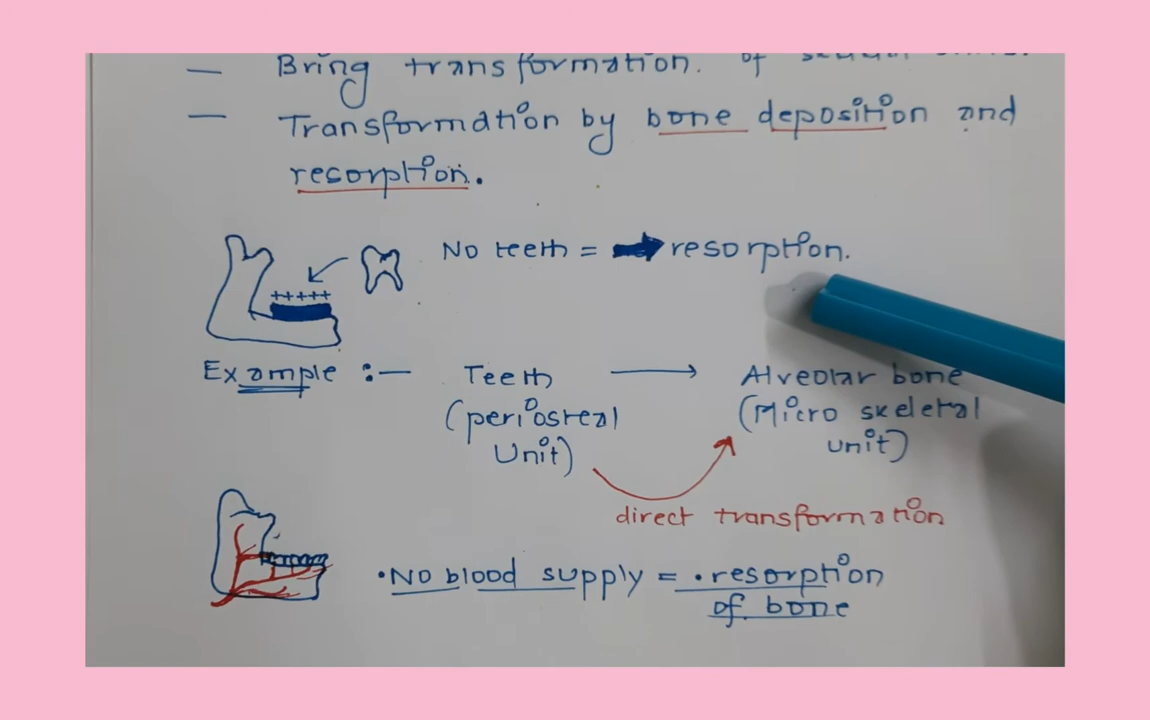 — Bring transformation. of
— Transformation by bone deposition and
resorption.
No teeth = ➡ resorption.
+++++
Example :— Teeth ⟶ Alveolar bone
(periosteal (Micro skeletal
Unit) unit)
direct transformation
•No blood supply = •resorption
of bone